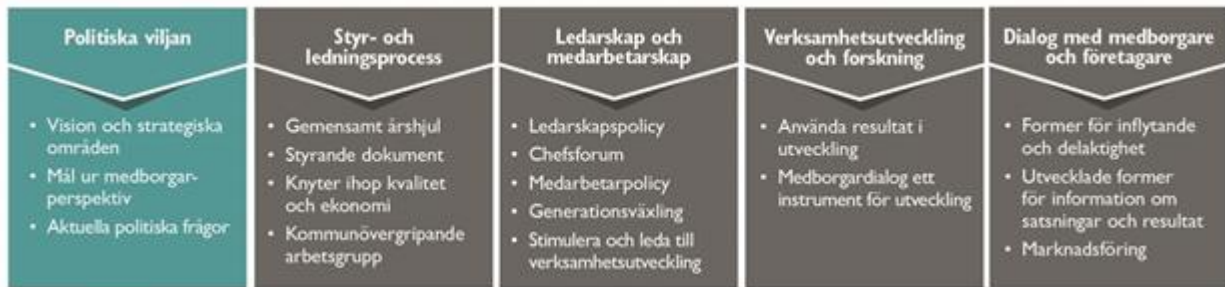 Politiska viljan
• Vision och strategiska
områden
• Mål ur medborgar-
perspektiv
• Aktuella politiska frågor
Styr- och
ledningsprocess
• Gemensamt årshjul
• Styrande dokument
• Knyter ihop kvalitet
och ekonomi
• Kommunövergripande
arbetsgrupp
Ledarskap och
medarbetarskap
• Ledarskapspolicy
• Chefsforum
• Medarbetarpolicy
• Generationsväxling
• Stimulera och leda till
verksamhetsutveckling
Verksamhetsutveckling
och forskning
• Använda resultat i
utveckling
• Medborgardialog ett
instrument för utveckling
Dialog med medborgare
och företagare
• Former för inflytande
och delaktighet
• Utvecklade former
för information om
satsningar och resultat
• Marknadsföring